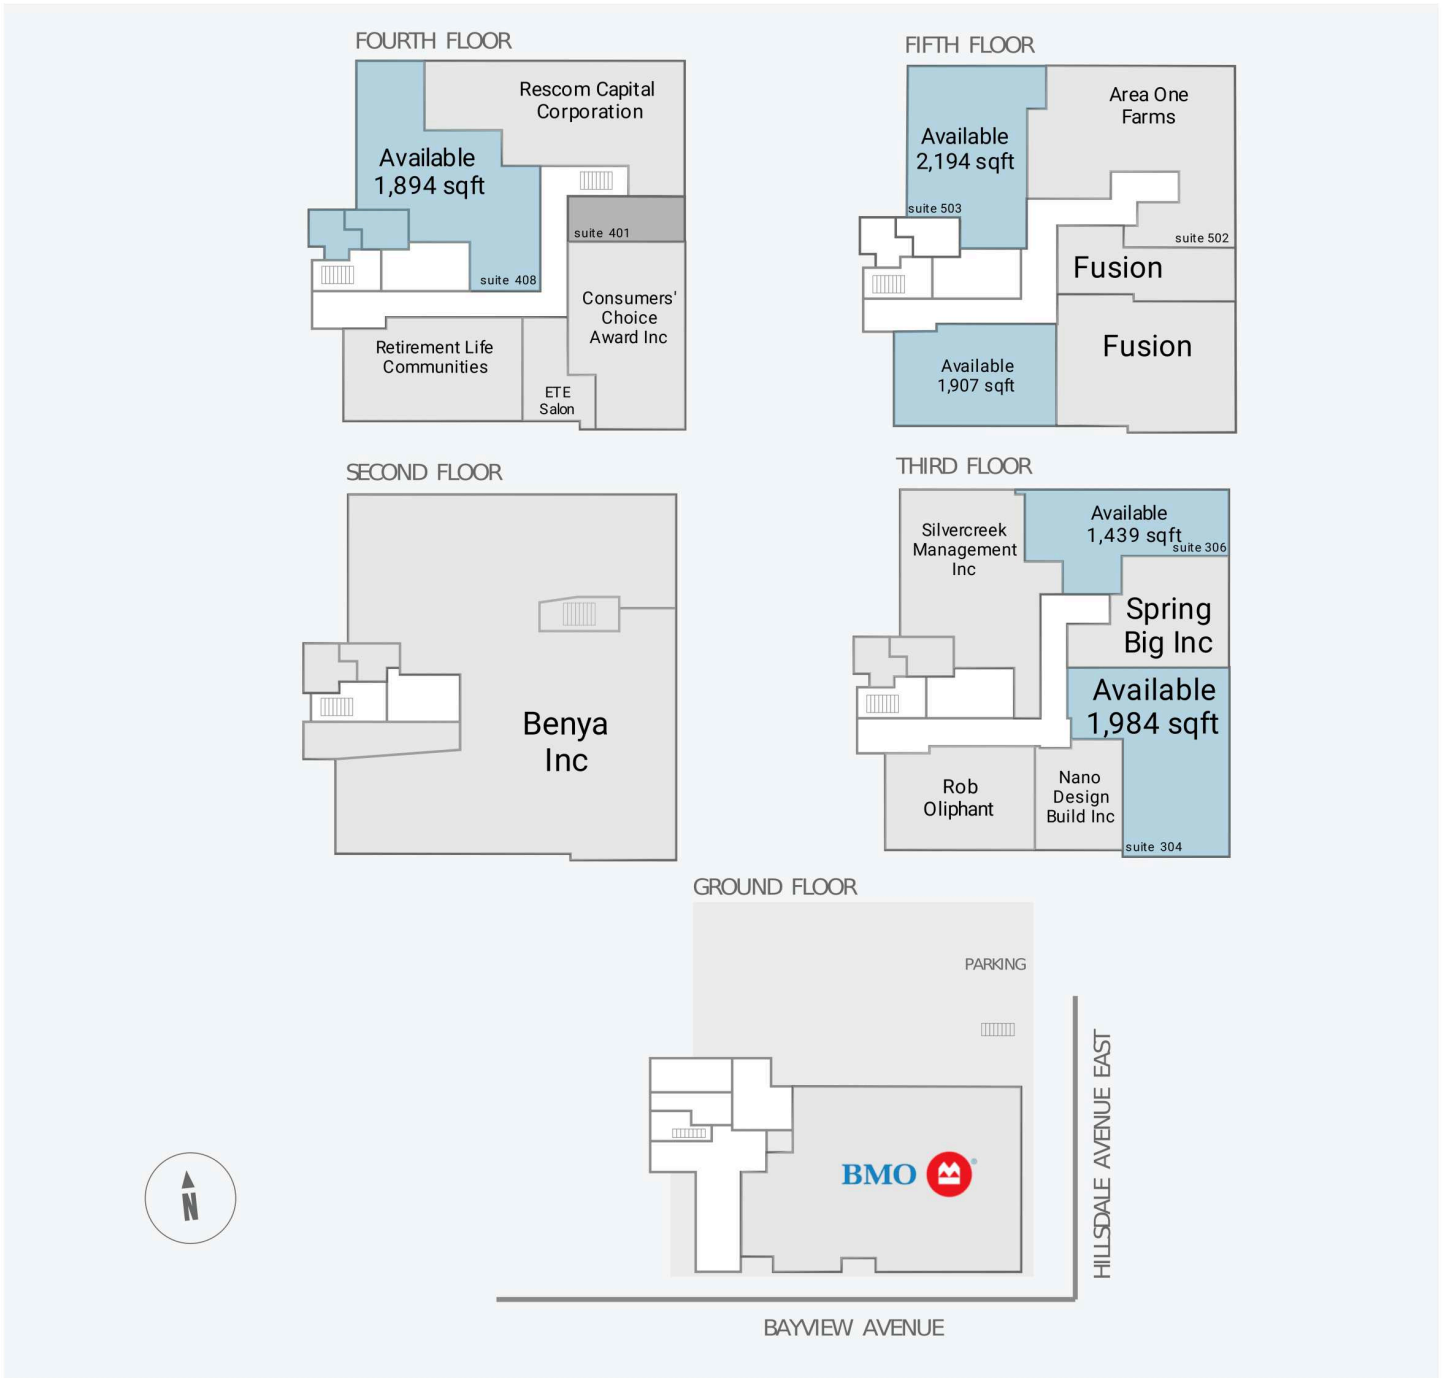 FOURTH FLOOR
Rescom Capital
Corporation
Available
1,894 sqft
suite 401
suite 408
Consumers'
Choice
Award Inc
Retirement Life
Communities
ETE
Salon
FIFTH FLOOR
Area One
Farms
Available
2,194 sqft
suite 503
suite 502
Fusion
Fusion
Available
1,907 sqft
SECOND FLOOR
Benya
Inc
THIRD FLOOR
Silvercreek
Management
Inc
Available
1,439 sqft
suite 306
Spring
Big Inc
Available
1,984 sqft
Rob
Oliphant
Nano
Design
Build Inc
suite 304
GROUND FLOOR
PARKING
BMO
HILLSDALE AVENUE EAST
N
BAYVIEW AVENUE